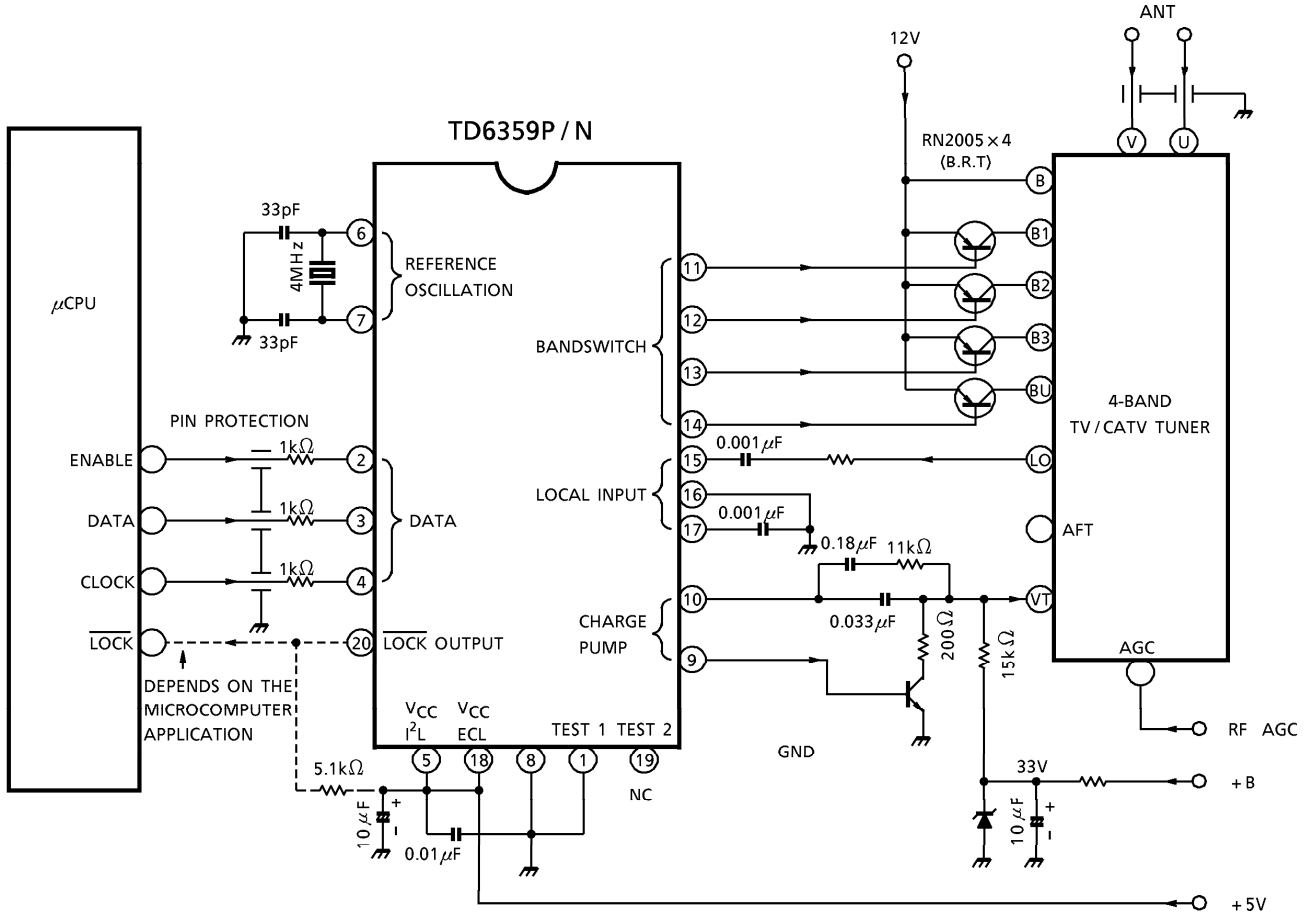 ANT
12V
TD6359P/N
RN2005×4
(B.R.T)
V
U
B
33pF
6
B1
4MHz
REFERENCE
OSCILLATION
11
μCPU
B2
7
12
33pF
BANDSWITCH
B3
13
BU
4-BAND
TV/CATV TUNER
PIN PROTECTION
14
0.001μF
ENABLE
1kΩ
2
15
LO
LOCAL INPUT
16
1kΩ
0.001μF
DATA
3
DATA
17
AFT
0.18μF
11kΩ
1kΩ
CLOCK
4
10
VT
CHARGE
PUMP
0.033μF
200Ω
15kΩ
LOCK
20
LOCK OUTPUT
9
AGC
DEPENDS ON THE
MICROCOMPUTER
APPLICATION
VCC
I²L
VCC
ECL
TEST 1
TEST 2
GND
RF AGC
5
18
8
1
19
5.1kΩ
33V
NC
+B
10μF
+
-
10μF
+
-
0.01μF
+5V